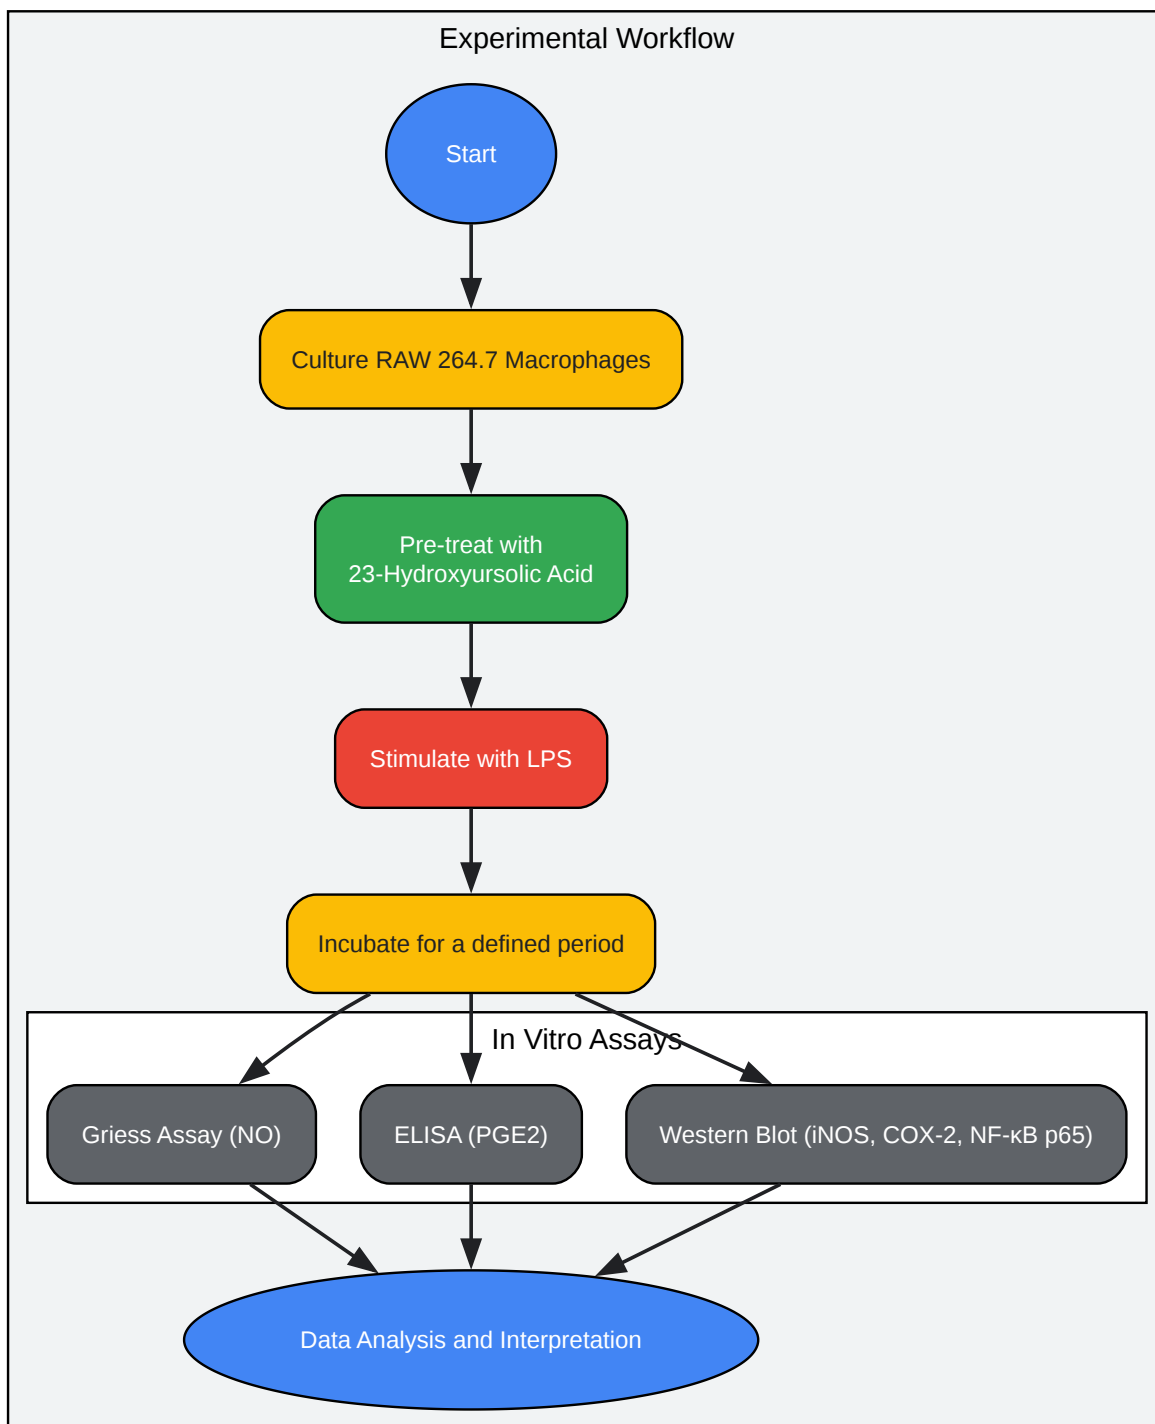 Experimental Workflow
Start
Culture RAW 264.7 Macrophages
Pre-treat with
23-Hydroxyursolic Acid
Stimulate with LPS
Incubate for a defined period
In Vitro Assays
Griess Assay (NO)
ELISA (PGE2)
Western Blot (iNOS, COX-2, NF-κB p65)
Data Analysis and Interpretation